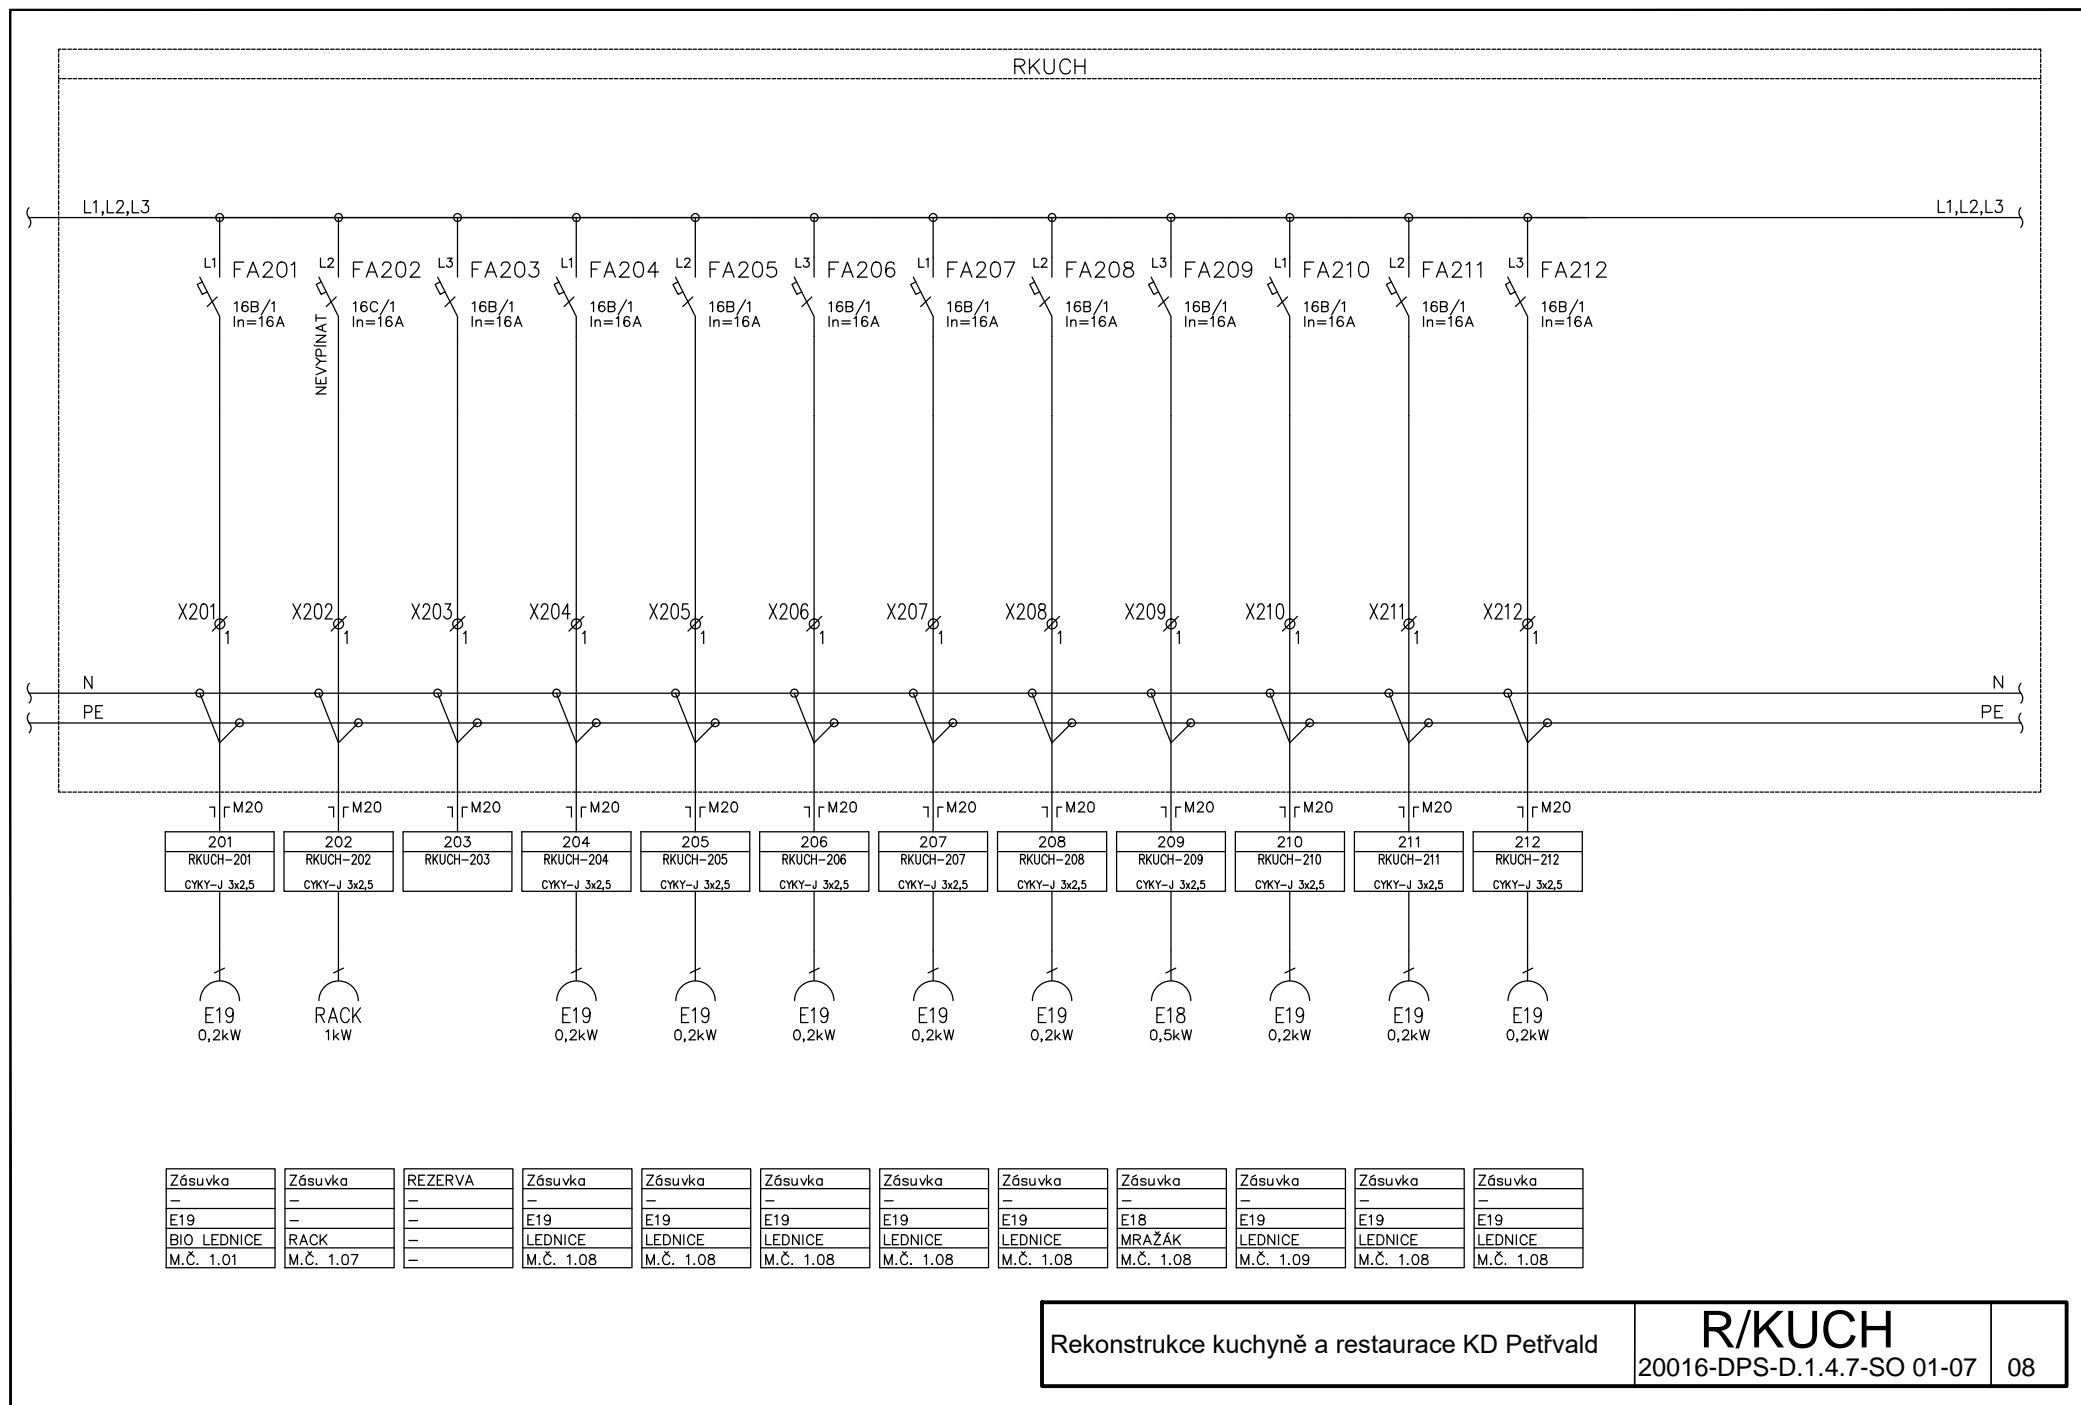 RKUCH
L1,L2,L3 L1,L2,L3
L1 FA201 L2 FA202 L3 FA203 L1 FA204 L2 FA205 L3 FA206 L1 FA207 L2 FA208 L3 FA209 L1 FA210 L2 FA211 L3 FA212
16B/1 16C/1 16B/1 16B/1 16B/1 16B/1 16B/1 16B/1 16B/1 16B/1 16B/1 16B/1
In=16A In=16A In=16A In=16A In=16A In=16A In=16A In=16A In=16A In=16A In=16A In=16A
NEVYPÍNAT
X201 X202 X203 X204 X205 X206 X207 X208 X209 X210 X211 X212
1 1 1 1 1 1 1 1 1 1 1 1
N N
PE PE
M20 M20 M20 M20 M20 M20 M20 M20 M20 M20 M20 M20
201 202 203 204 205 206 207 208 209 210 211 212
RKUCH-201 RKUCH-202 RKUCH-203 RKUCH-204 RKUCH-205 RKUCH-206 RKUCH-207 RKUCH-208 RKUCH-209 RKUCH-210 RKUCH-211 RKUCH-212
CYKY-J 3x2,5 CYKY-J 3x2,5 CYKY-J 3x2,5 CYKY-J 3x2,5 CYKY-J 3x2,5 CYKY-J 3x2,5 CYKY-J 3x2,5 CYKY-J 3x2,5 CYKY-J 3x2,5 CYKY-J 3x2,5 CYKY-J 3x2,5
E19 RACK E19 E19 E19 E19 E19 E18 E19 E19 E19
0,2kW 1kW 0,2kW 0,2kW 0,2kW 0,2kW 0,2kW 0,5kW 0,2kW 0,2kW 0,2kW
Zásuvka Zásuvka REZERVA Zásuvka Zásuvka Zásuvka Zásuvka Zásuvka Zásuvka Zásuvka Zásuvka Zásuvka
– – – – – – – – – – – –
E19 – – E19 E19 E19 E19 E19 E18 E19 E19 E19
BIO LEDNICE RACK – LEDNICE LEDNICE LEDNICE LEDNICE LEDNICE MRAŽÁK LEDNICE LEDNICE LEDNICE
M.Č. 1.01 M.Č. 1.07 – M.Č. 1.08 M.Č. 1.08 M.Č. 1.08 M.Č. 1.08 M.Č. 1.08 M.Č. 1.08 M.Č. 1.09 M.Č. 1.08 M.Č. 1.08
Rekonstrukce kuchyně a restaurace KD Petřvald
R/KUCH
20016-DPS-D.1.4.7-SO 01-07 08